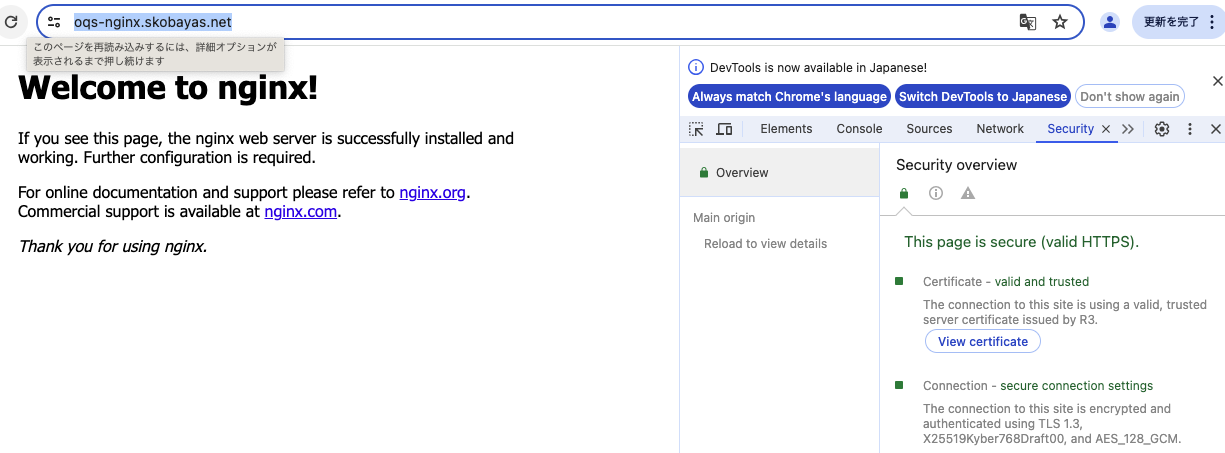 oqs-nginx.skobayas.net
更新を完了
このページを再読み込みするには、詳細オプションが
表示されるまで押し続けます
Welcome to nginx!
If you see this page, the nginx web server is successfully installed and
working. Further configuration is required.
For online documentation and support please refer to nginx.org.
Commercial support is available at nginx.com.
Thank you for using nginx.
DevTools is now available in Japanese!
Always match Chrome's language
Switch DevTools to Japanese
Don't show again
Elements
Console
Sources
Network
Security
Overview
Main origin
Reload to view details
Security overview
This page is secure (valid HTTPS).
Certificate - valid and trusted
The connection to this site is using a valid, trusted
server certificate issued by R3.
View certificate
Connection - secure connection settings
The connection to this site is encrypted and
authenticated using TLS 1.3,
X25519Kyber768Draft00, and AES_128_GCM.